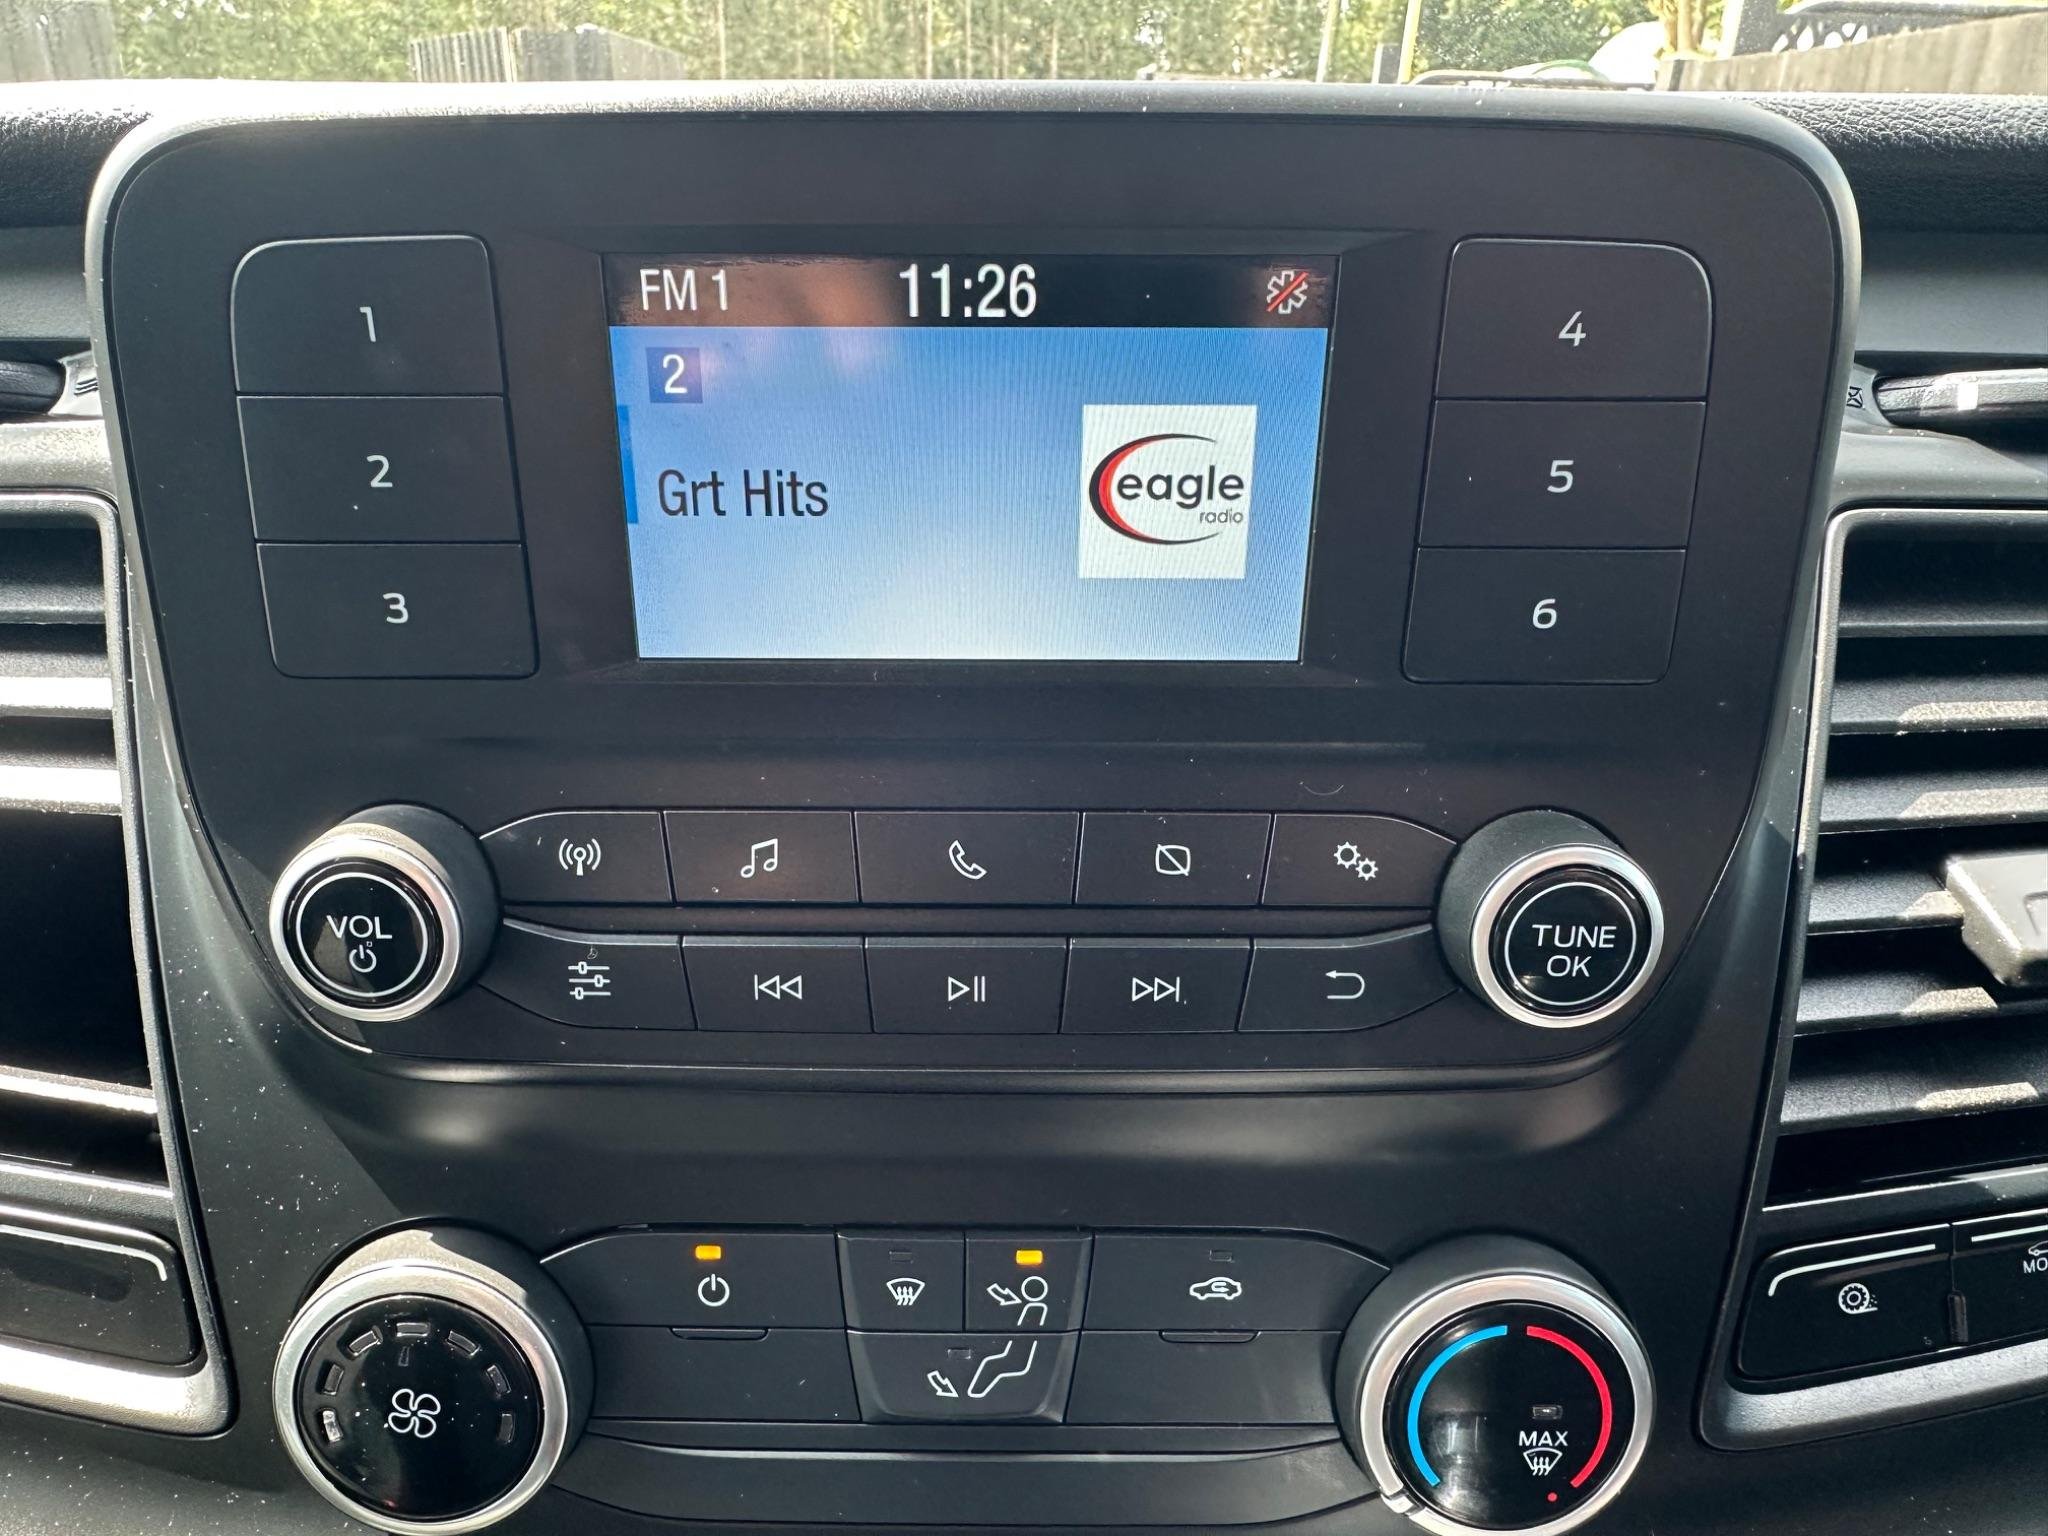 FM 1 11:26
2
Grt Hits
eagle
radio
1
2
3
4
5
6
VOL
TUNE
OK
MAX
MO